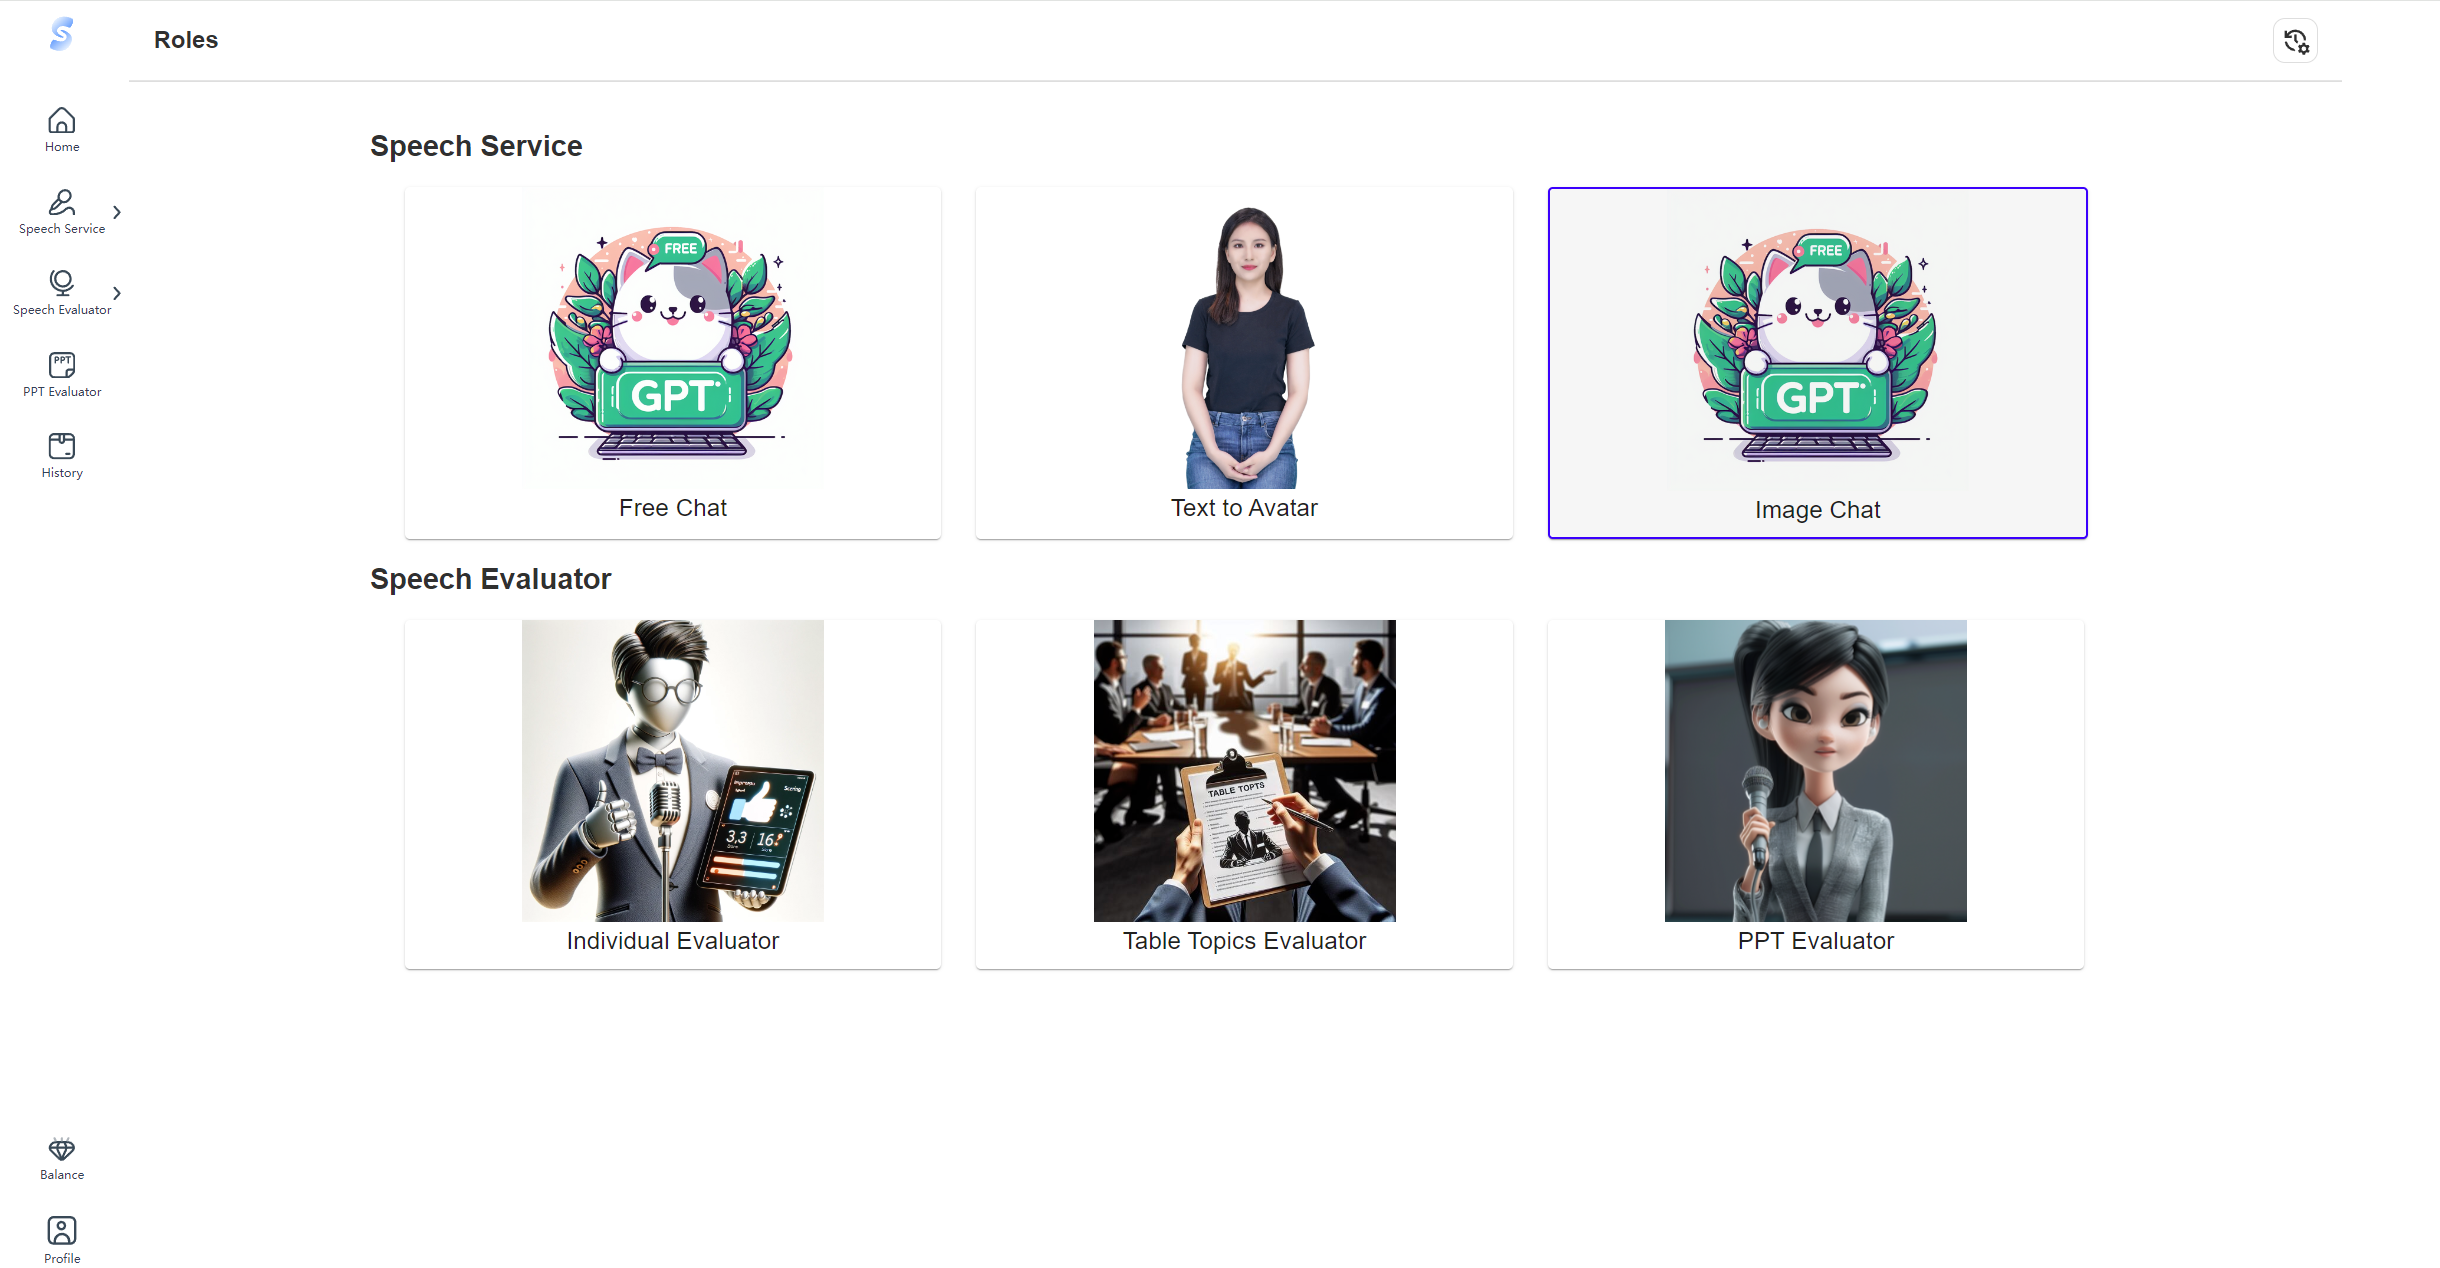 Roles
Home
Speech Service
Speech Evaluator
PPT
PPT Evaluator
History
Balance
Profile
Speech Service
FREE
GPT
Free Chat
Text to Avatar
FREE
GPT
Image Chat
Speech Evaluator
Scoring
3,3
16
Individual Evaluator
TABLE TOPTS
Table Topics Evaluator
PPT Evaluator